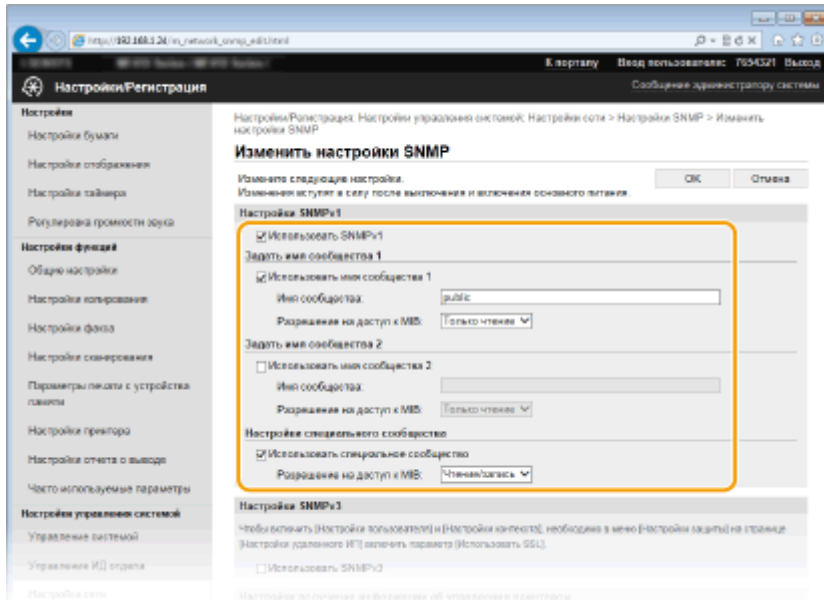 http://192.168.1.24/m_network_snmp_edit.html
К порталу Вход пользователя: 7654321 Выход
Настройки/Регистрация
Сообщение администратору системы
Настройки
Настройки бумаги
Настройки отображения
Настройки таймера
Регулировка громкости звука
Настройки функций
Общие настройки
Настройки копирования
Настройки факса
Настройки сканирования
Параметры печати с устройства
памяти
Настройки принтера
Настройки отчета о выводе
Часто используемые параметры
Настройки управления системой
Управление системой
Управление ИД отдела
Настройки сети
Настройки/Регистрация: Настройки управления системой: Настройки сети > Настройки SNMP > Изменить
настройки SNMP
Изменить настройки SNMP
Измените следующие настройки.
Изменения вступят в силу после выключения и включения основного питания.
OK Отмена
Настройки SNMPv1
Использовать SNMPv1
Задать имя сообщества 1
Использовать имя сообщества 1
Имя сообщества: public
Разрешение на доступ к MIB: Только чтение
Задать имя сообщества 2
Использовать имя сообщества 2
Имя сообщества:
Разрешение на доступ к MIB: Только чтение
Настройки специального сообщества
Использовать специальное сообщество
Разрешение на доступ к MIB: Чтение/запись
Настройки SNMPv3
Чтобы включить [Настройки пользователя] и [Настройки контекста], необходимо в меню [Настройки защиты] на странице
[Настройки удаленного ИП] включить параметр [Использовать SSL].
Использовать SNMPv3
Настройки получения информации об управлении принтером